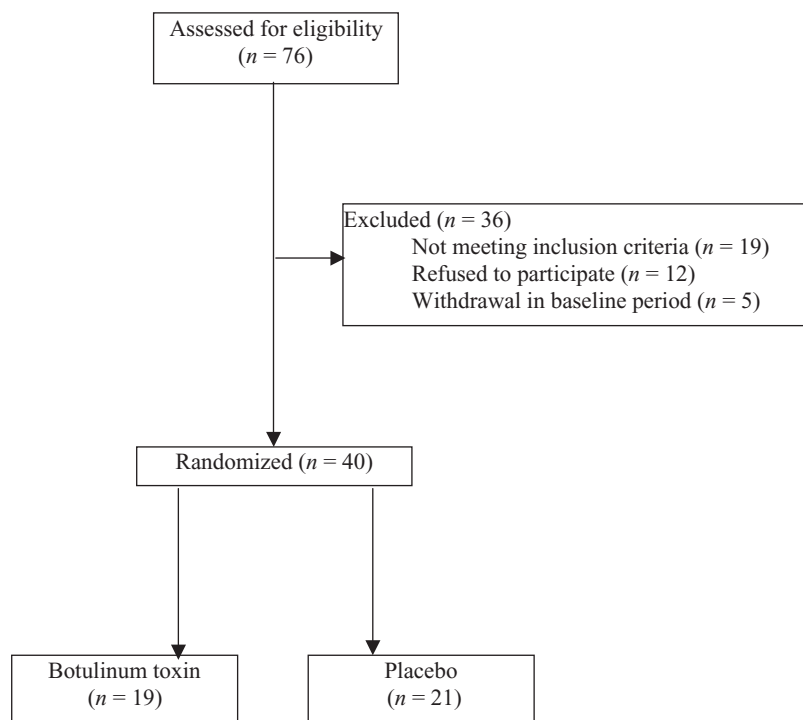 Assessed for eligibility
(n = 76)
Excluded (n = 36)
Not meeting inclusion criteria (n = 19)
Refused to participate (n = 12)
Withdrawal in baseline period (n = 5)
Randomized (n = 40)
Botulinum toxin
(n = 19)
Placebo
(n = 21)